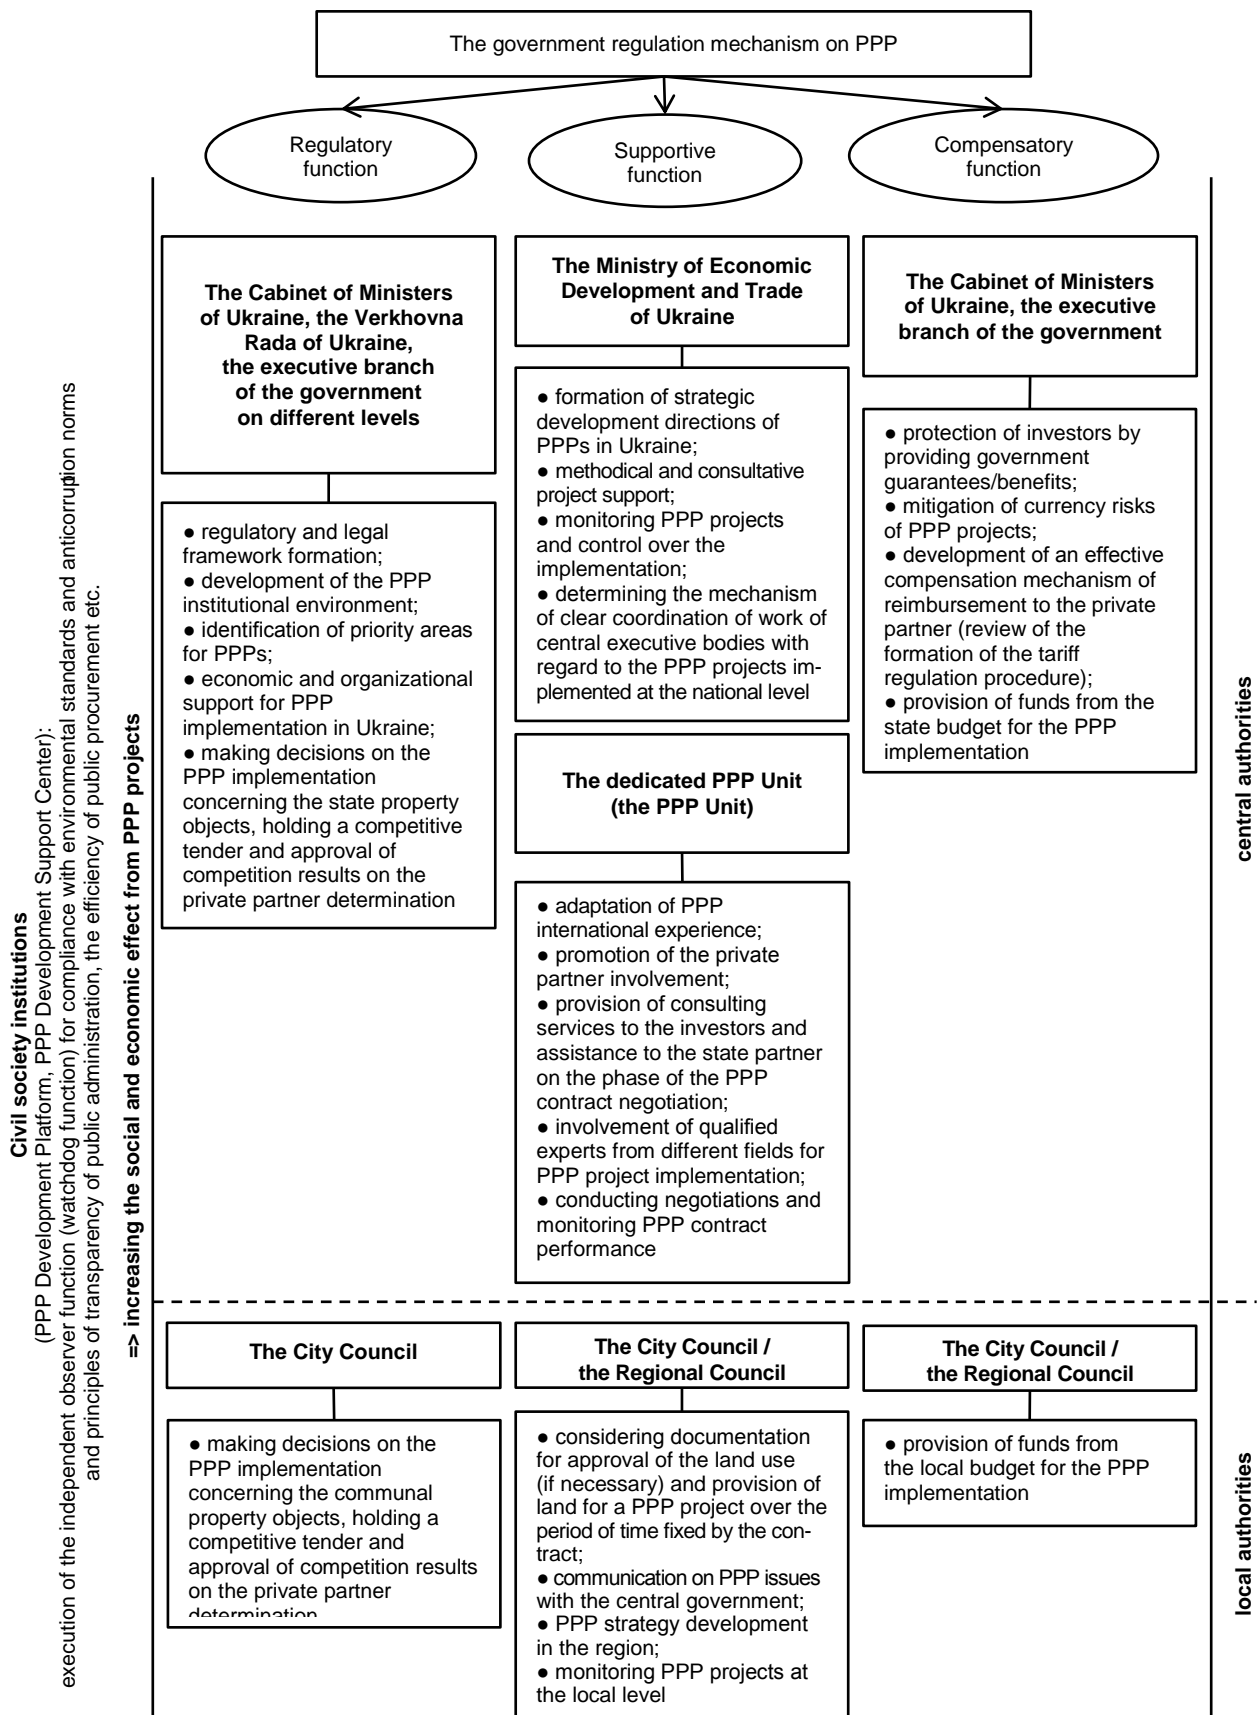 The government regulation mechanism on PPP
Regulatory
function
Supportive
function
Compensatory
function
The Cabinet of Ministers
of Ukraine, the Verkhovna
Rada of Ukraine,
the executive branch
of the government
on different levels
● regulatory and legal
framework formation;
● development of the PPP
institutional environment;
● identification of priority areas
for PPPs;
● economic and organizational
support for PPP
implementation in Ukraine;
● making decisions on the
PPP implementation
concerning the state property
objects, holding a competitive
tender and approval of
competition results on the
private partner determination
The Ministry of Economic
Development and Trade
of Ukraine
● formation of strategic
development directions of
PPPs in Ukraine;
● methodical and consultative
project support;
● monitoring PPP projects
and control over the
implementation;
● determining the mechanism
of clear coordination of work of
central executive bodies with
regard to the PPP projects im-
plemented at the national level
The dedicated PPP Unit
(the PPP Unit)
● adaptation of PPP
international experience;
● promotion of the private
partner involvement;
● provision of consulting
services to the investors and
assistance to the state partner
on the phase of the PPP
contract negotiation;
● involvement of qualified
experts from different fields for
PPP project implementation;
● conducting negotiations and
monitoring PPP contract
performance
The Cabinet of Ministers
of Ukraine, the executive
branch of the government
● protection of investors by
providing government
guarantees/benefits;
● mitigation of currency risks
of PPP projects;
● development of an effective
compensation mechanism of
reimbursement to the private
partner (review of the
formation of the tariff
regulation procedure);
● provision of funds from the
state budget for the PPP
implementation
central authorities
The City Council
● making decisions on the
PPP implementation
concerning the communal
property objects, holding a
competitive tender and
approval of competition results
on the private partner
determination
The City Council /
the Regional Council
● considering documentation
for approval of the land use
(if necessary) and provision of
land for a PPP project over the
period of time fixed by the con-
tract;
● communication on PPP issues
with the central government;
● PPP strategy development
in the region;
● monitoring PPP projects at
the local level
The City Council /
the Regional Council
● provision of funds from
the local budget for the PPP
implementation
local authorities
Civil society institutions
(PPP Development Platform, PPP Development Support Center):
execution of the independent observer function (watchdog function) for compliance with environmental standards and anticorruption norms
and principles of transparency of public administration, the efficiency of public procurement etc.
=> increasing the social and economic effect from PPP projects